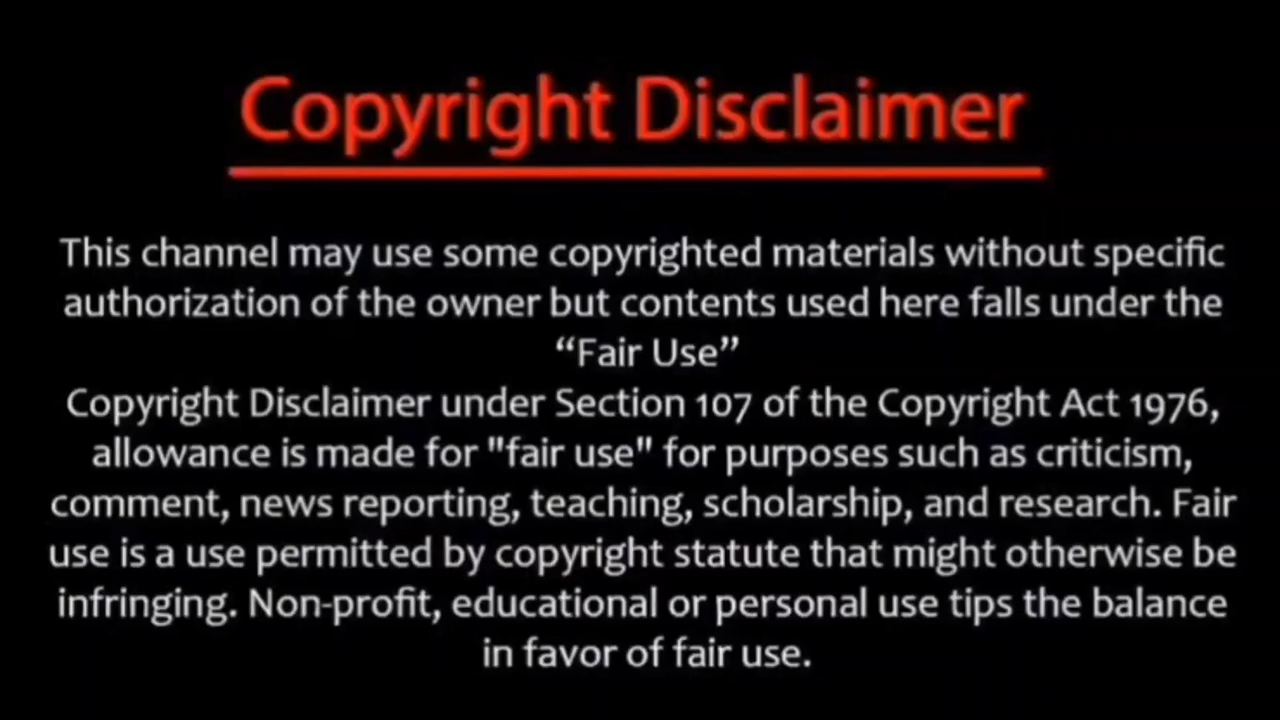 Copyright Disclaimer
This channel may use some copyrighted materials without specific
authorization of the owner but contents used here falls under the
“Fair Use”
Copyright Disclaimer under Section 107 of the Copyright Act 1976,
allowance is made for "fair use" for purposes such as criticism,
comment, news reporting, teaching, scholarship, and research. Fair
use is a use permitted by copyright statute that might otherwise be
infringing. Non-profit, educational or personal use tips the balance
in favor of fair use.